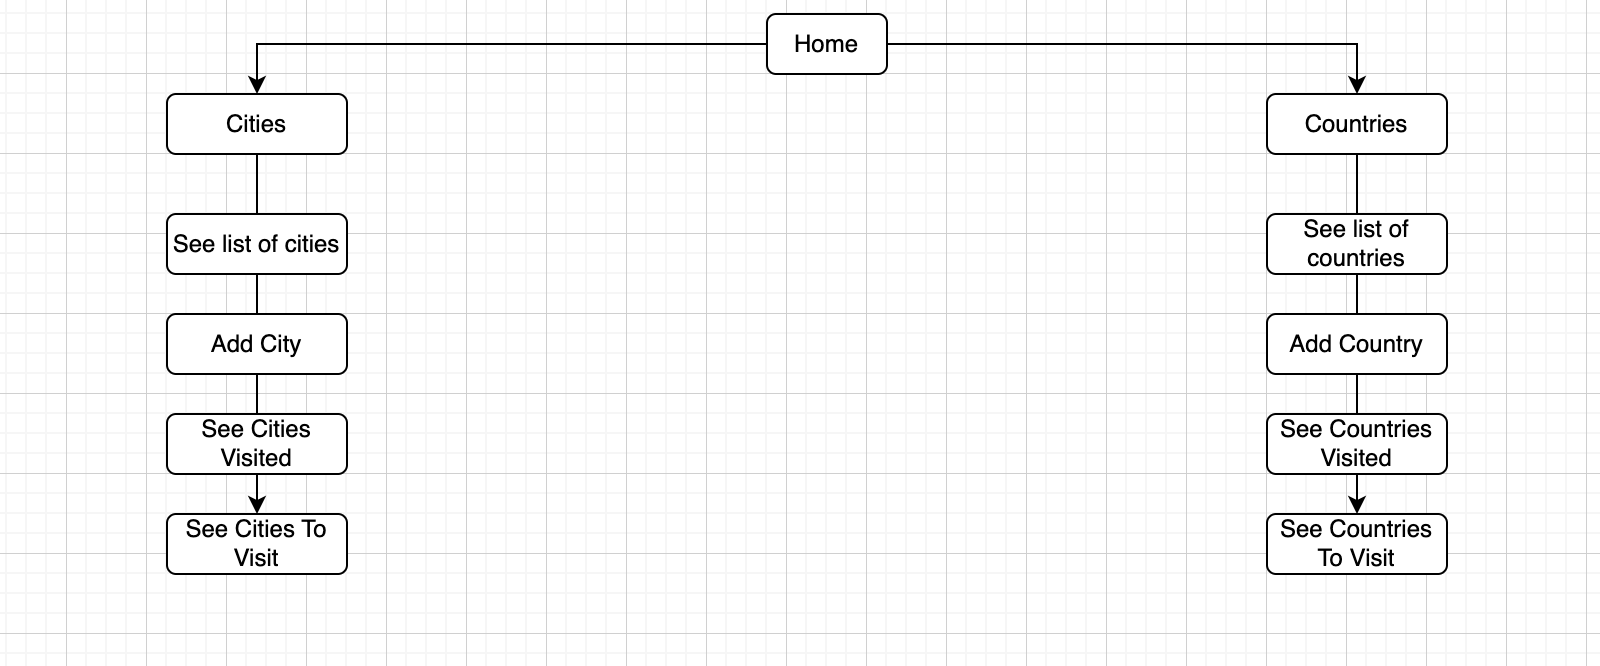 Home
Cities
Countries
See list of cities
See list of
countries
Add City
Add Country
See Cities
Visited
See Countries
Visited
See Cities To
Visit
See Countries
To Visit